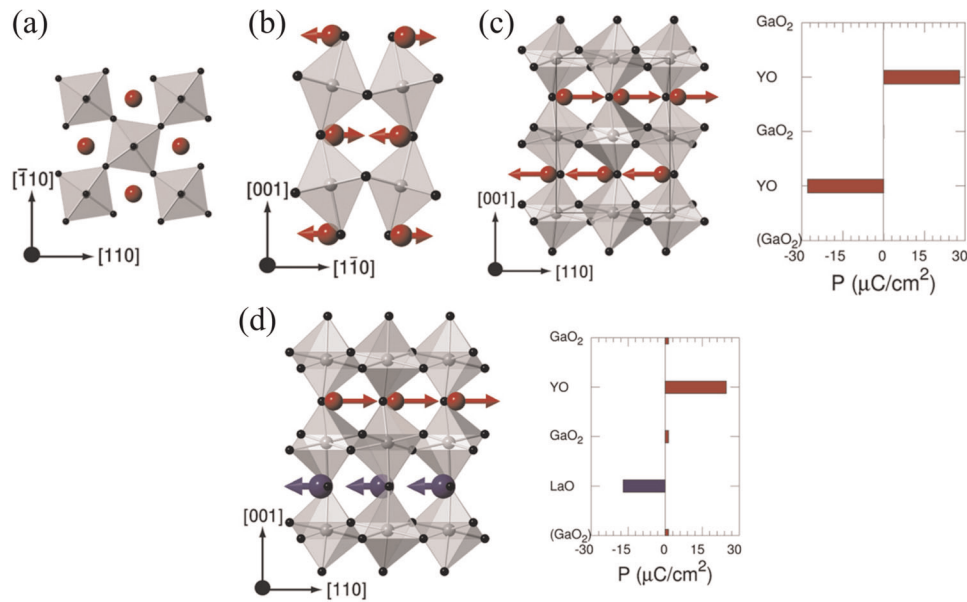 (a)
[1̄10]
[110]
(b)
[001]
[11̄0]
(c)
[001]
[110]
GaO₂
YO
GaO₂
YO
(GaO₂)
-30 -15 0 15 30
P (μC/cm²)
(d)
[001]
[110]
GaO₂
YO
GaO₂
LaO
(GaO₂)
-30 -15 0 15 30
P (μC/cm²)